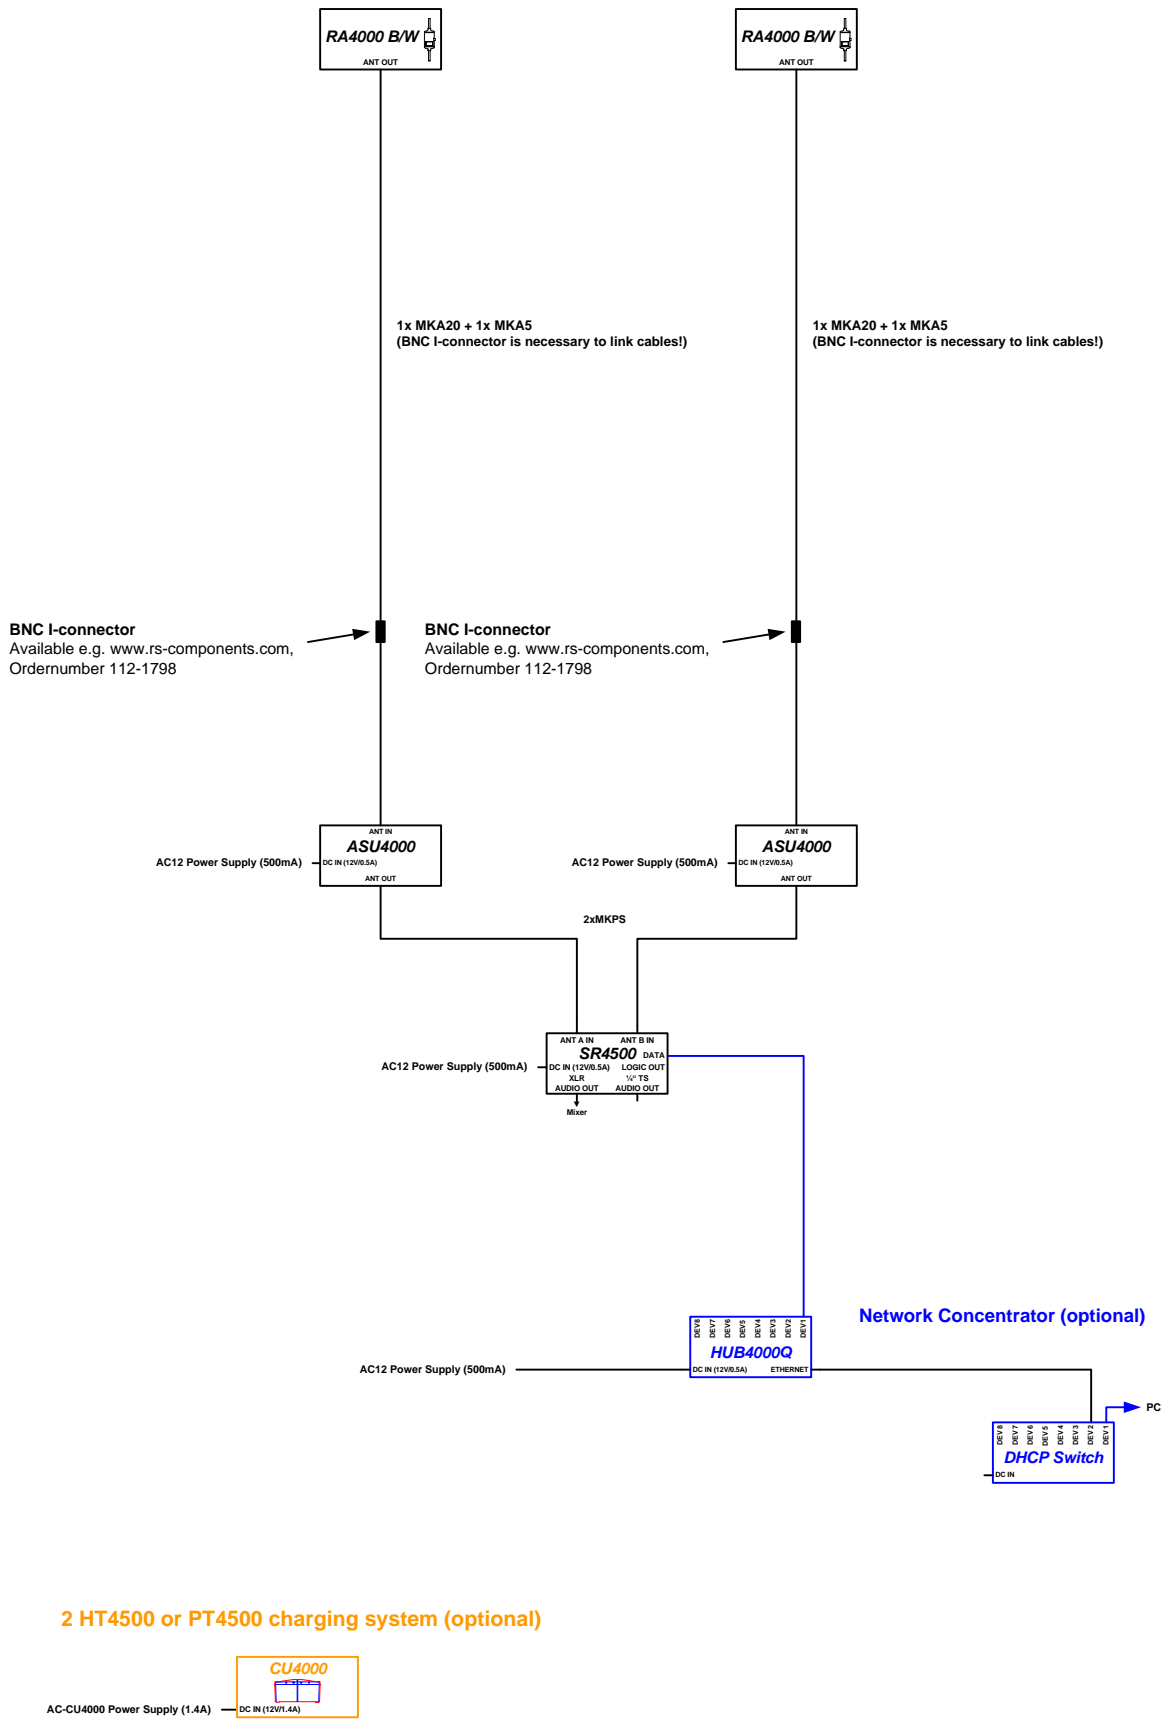 RA4000 B/W
ANT OUT
RA4000 B/W
ANT OUT
1x MKA20 + 1x MKA5
(BNC I-connector is necessary to link cables!)
1x MKA20 + 1x MKA5
(BNC I-connector is necessary to link cables!)
BNC I-connector
Available e.g. www.rs-components.com,
Ordernumber 112-1798
BNC I-connector
Available e.g. www.rs-components.com,
Ordernumber 112-1798
ANT IN
ASU4000
AC12 Power Supply (500mA)
DC IN (12V/0.5A)
ANT OUT
ANT IN
ASU4000
AC12 Power Supply (500mA)
DC IN (12V/0.5A)
ANT OUT
2xMKPS
ANT A IN
ANT B IN
SR4500
DATA
AC12 Power Supply (500mA)
DC IN (12V/0.5A)
LOGIC OUT
XLR
¼" TS
AUDIO OUT
AUDIO OUT
Mixer
Network Concentrator (optional)
DEV8
DEV7
DEV6
DEV5
DEV4
DEV3
DEV2
DEV1
HUB4000Q
AC12 Power Supply (500mA)
DC IN (12V/0.5A)
ETHERNET
PC
DEV8
DEV7
DEV6
DEV5
DEV4
DEV3
DEV2
DEV1
DHCP Switch
DC IN
2 HT4500 or PT4500 charging system (optional)
CU4000
AC-CU4000 Power Supply (1.4A)
DC IN (12V/1.4A)